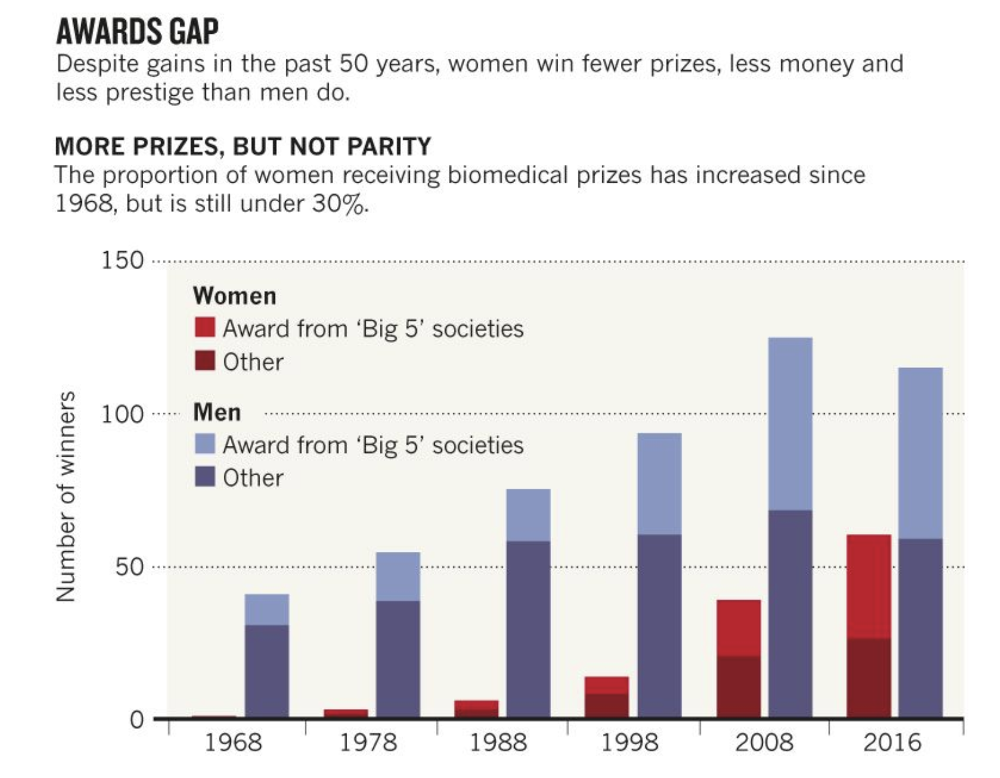 AWARDS GAP
Despite gains in the past 50 years, women win fewer prizes, less money and
less prestige than men do.
MORE PRIZES, BUT NOT PARITY
The proportion of women receiving biomedical prizes has increased since
1968, but is still under 30%.
150
Women
Award from ‘Big 5’ societies
Other
100
Men
Award from ‘Big 5’ societies
Other
50
0
Number of winners
1968 1978 1988 1998 2008 2016